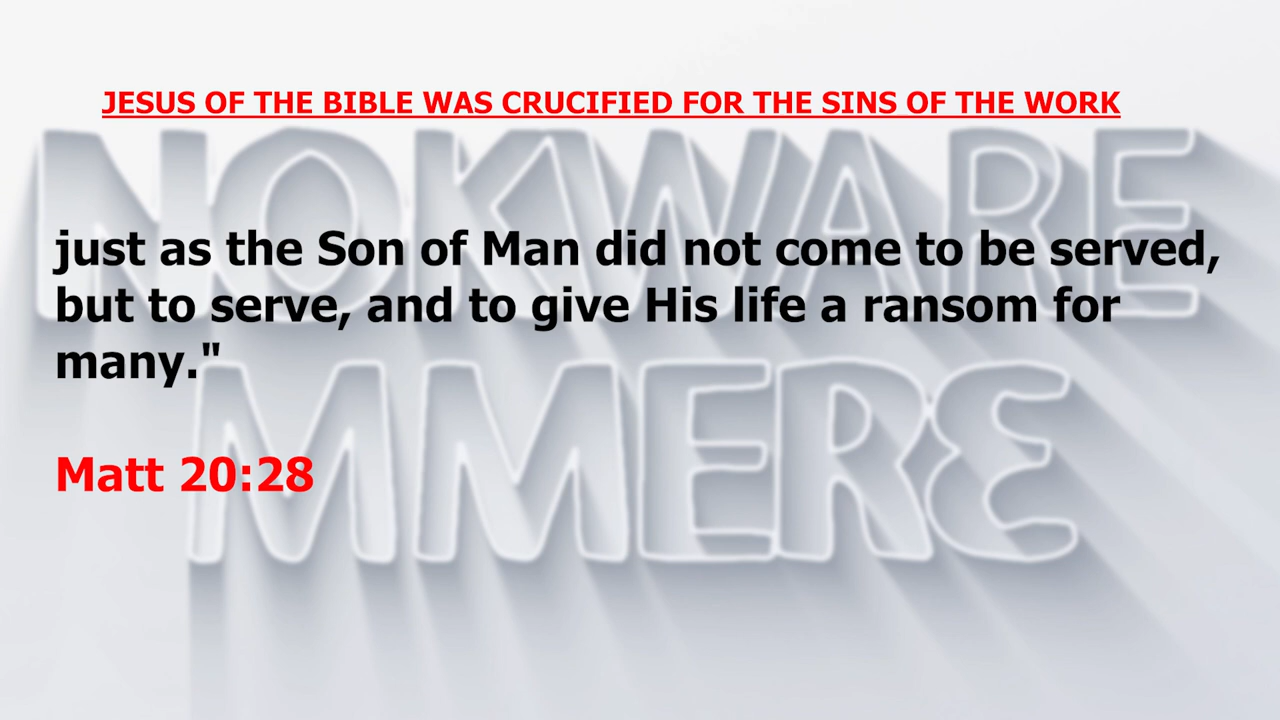 JESUS OF THE BIBLE WAS CRUCIFIED FOR THE SINS OF THE WORK
NOKWARE
just as the Son of Man did not come to be served,
but to serve, and to give His life a ransom for
many."
MMERƐ
Matt 20:28